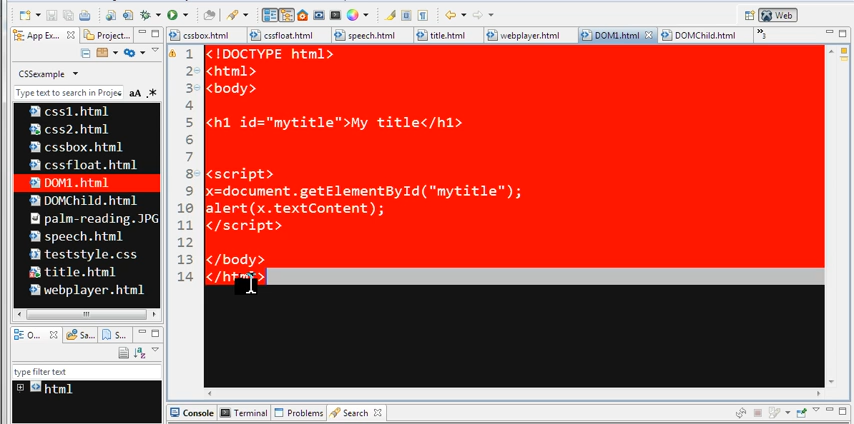 Web
App Ex.
Project...
cssbox.html
cssfloat.html
speech.html
title.html
webplayer.html
DOM1.html
DOMChild.html
CSSexample
Type text to search in Projec
aA .*
css1.html
css2.html
cssbox.html
cssfloat.html
DOM1.html
DOMChild.html
palm-reading.JPG
speech.html
teststyle.css
title.html
webplayer.html
1 <!DOCTYPE html>
2 <html>
3 <body>
4
5 <h1 id="mytitle">My title</h1>
6
7
8 <script>
9 x=document.getElementById("mytitle");
10 alert(x.textContent);
11 </script>
12
13 </body>
14 </html>
O...
Sa...
S...
type filter text
html
Console
Terminal
Problems
Search